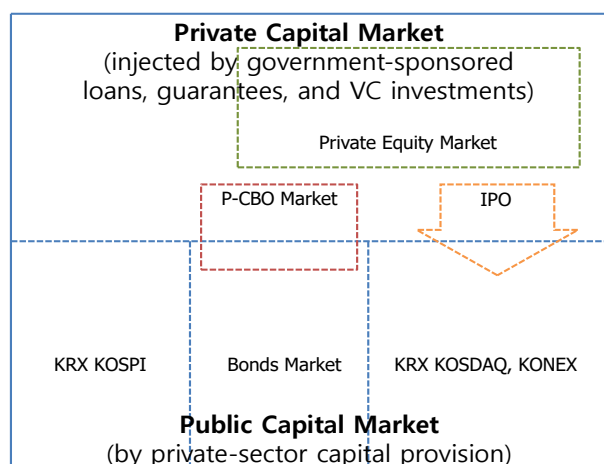 Private Capital Market
(injected by government-sponsored
loans, guarantees, and VC investments)
Private Equity Market
P-CBO Market
IPO
KRX KOSPI
Bonds Market
KRX KOSDAQ, KONEX
Public Capital Market
(by private-sector capital provision)